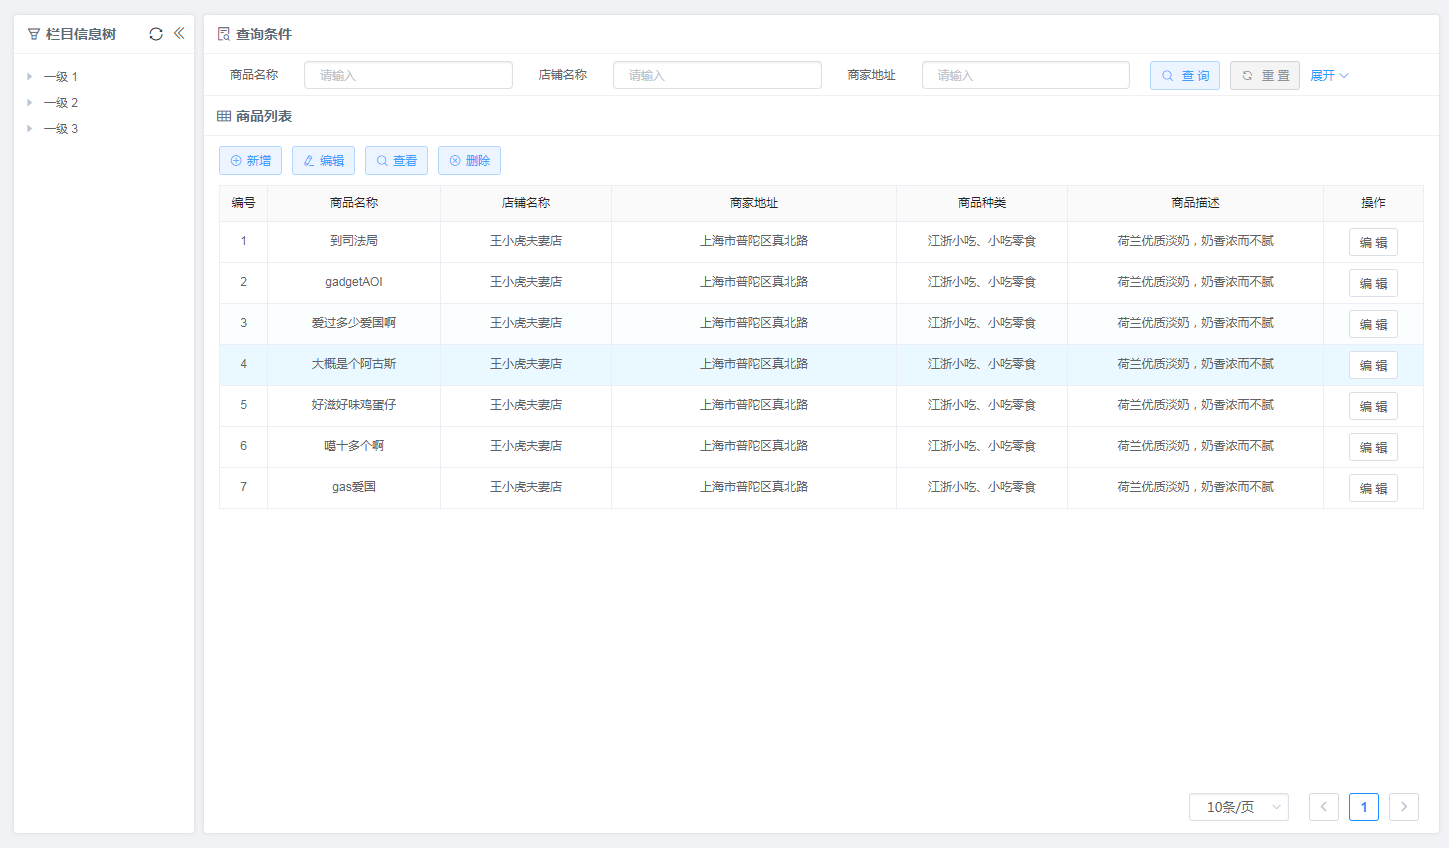 栏目信息树
一级 1
一级 2
一级 3
查询条件
商品名称 请输入 店铺名称 请输入 商家地址 请输入 查 询 重 置 展开
商品列表
新增 编辑 查看 删除
编号 商品名称 店铺名称 商家地址 商品种类 商品描述 操作
1 到司法局 王小虎夫妻店 上海市普陀区真北路 江浙小吃、小吃零食 荷兰优质淡奶，奶香浓而不腻 编 辑
2 gadgetAOI 王小虎夫妻店 上海市普陀区真北路 江浙小吃、小吃零食 荷兰优质淡奶，奶香浓而不腻 编 辑
3 爱过多少爱国啊 王小虎夫妻店 上海市普陀区真北路 江浙小吃、小吃零食 荷兰优质淡奶，奶香浓而不腻 编 辑
4 大概是个阿古斯 王小虎夫妻店 上海市普陀区真北路 江浙小吃、小吃零食 荷兰优质淡奶，奶香浓而不腻 编 辑
5 好滋好味鸡蛋仔 王小虎夫妻店 上海市普陀区真北路 江浙小吃、小吃零食 荷兰优质淡奶，奶香浓而不腻 编 辑
6 噶十多个啊 王小虎夫妻店 上海市普陀区真北路 江浙小吃、小吃零食 荷兰优质淡奶，奶香浓而不腻 编 辑
7 gas爱国 王小虎夫妻店 上海市普陀区真北路 江浙小吃、小吃零食 荷兰优质淡奶，奶香浓而不腻 编 辑
10条/页 1